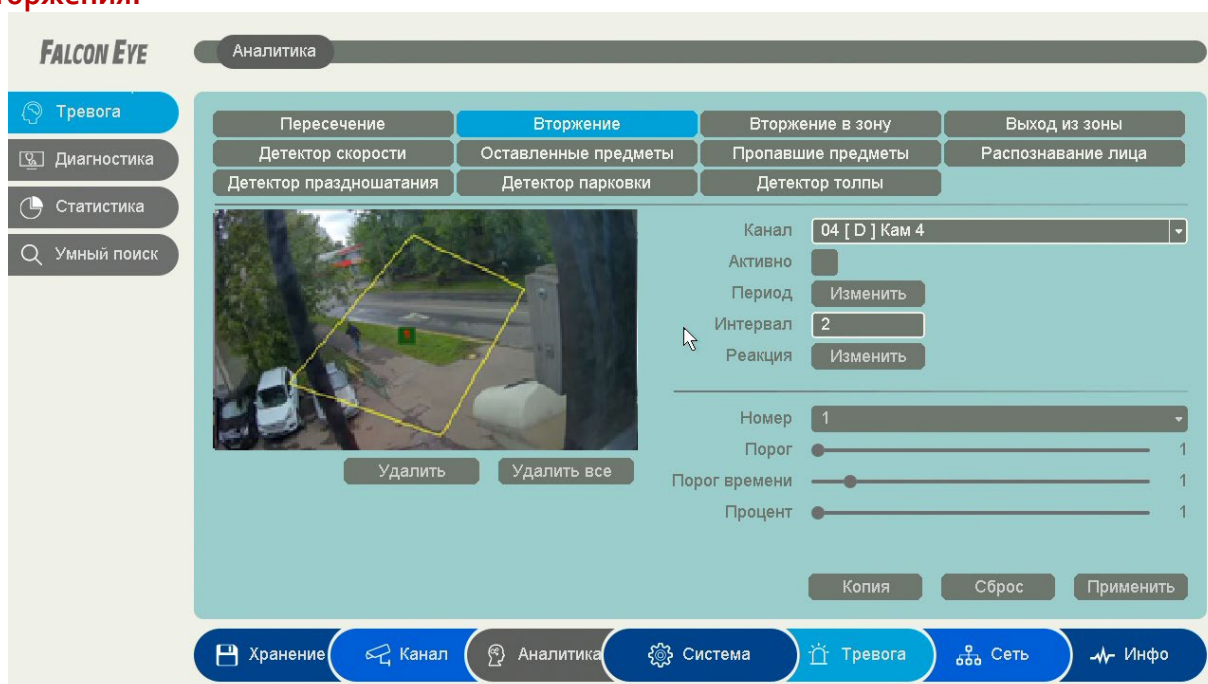 FALCON EYE
Аналитика
Тревога
Диагностика
Статистика
Умный поиск
Пересечение Вторжение Вторжение в зону Выход из зоны
Детектор скорости Оставленные предметы Пропавшие предметы Распознавание лица
Детектор праздношатания Детектор парковки Детектор толпы
Канал 04 [ D ] Кам 4
Активно
Период Изменить
Интервал 2
Реакция Изменить
Номер 1
Порог 1
Порог времени 1
Процент 1
Удалить Удалить все
Копия Сброс Применить
Хранение Канал Аналитика Система Тревога Сеть Инфо